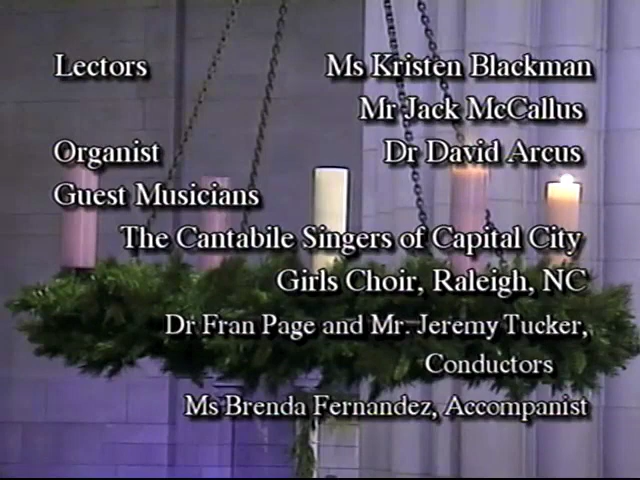 Lectors Ms Kristen Blackman
Mr Jack McCallus
Organist Dr David Arcus
Guest Musicians
The Cantabile Singers of Capital City
Girls Choir, Raleigh, NC
Dr Fran Page and Mr. Jeremy Tucker,
Conductors
Ms Brenda Fernandez, Accompanist